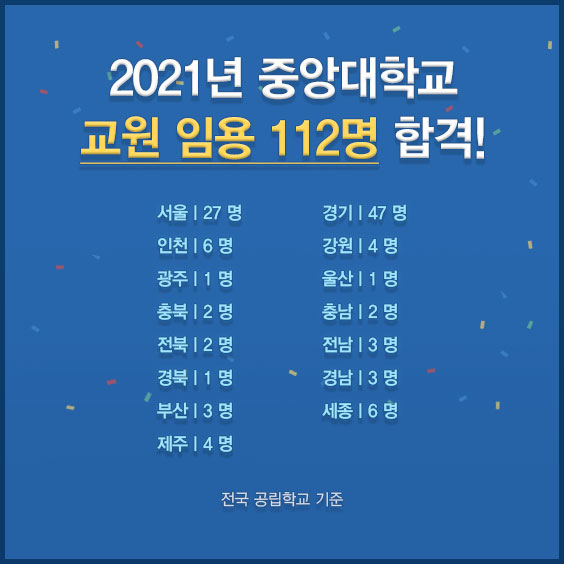 2021년 중앙대학교
교원 임용 112명 합격!
서울 | 27 명 경기 | 47 명
인천 | 6 명 강원 | 4 명
광주 | 1 명 울산 | 1 명
충북 | 2 명 충남 | 2 명
전북 | 2 명 전남 | 3 명
경북 | 1 명 경남 | 3 명
부산 | 3 명 세종 | 6 명
제주 | 4 명
전국 공립학교 기준